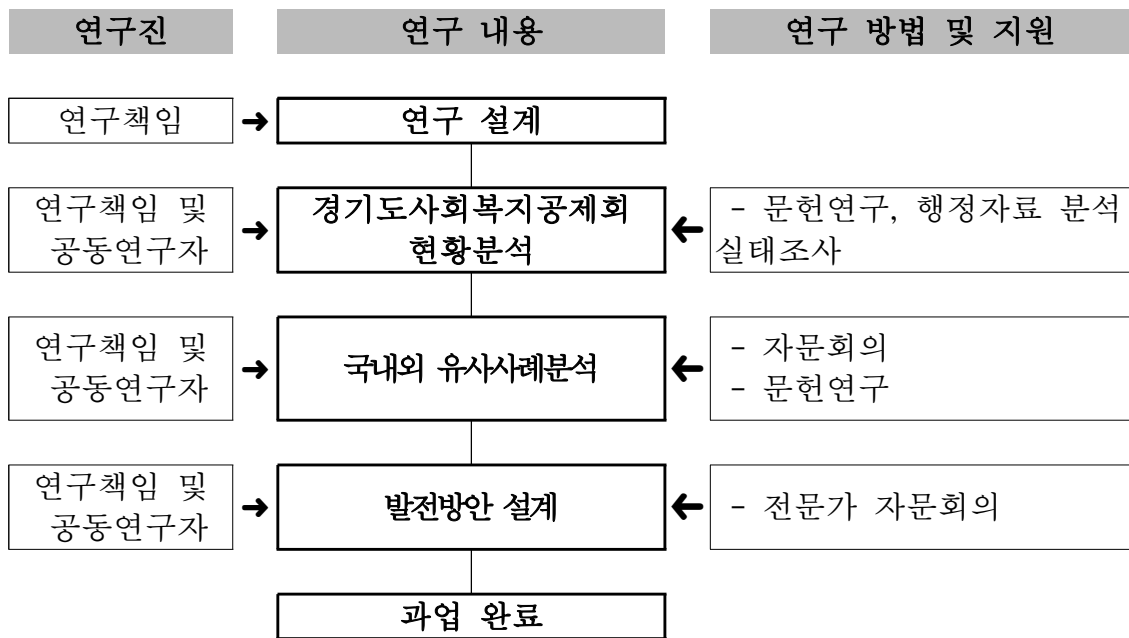 연구진
연구 내용
연구 방법 및 지원
연구책임
연구 설계
연구책임 및
공동연구자
경기도사회복지공제회
현황분석
- 문헌연구, 행정자료 분석
실태조사
연구책임 및
공동연구자
국내외 유사사례분석
- 자문회의
- 문헌연구
연구책임 및
공동연구자
발전방안 설계
- 전문가 자문회의
과업 완료